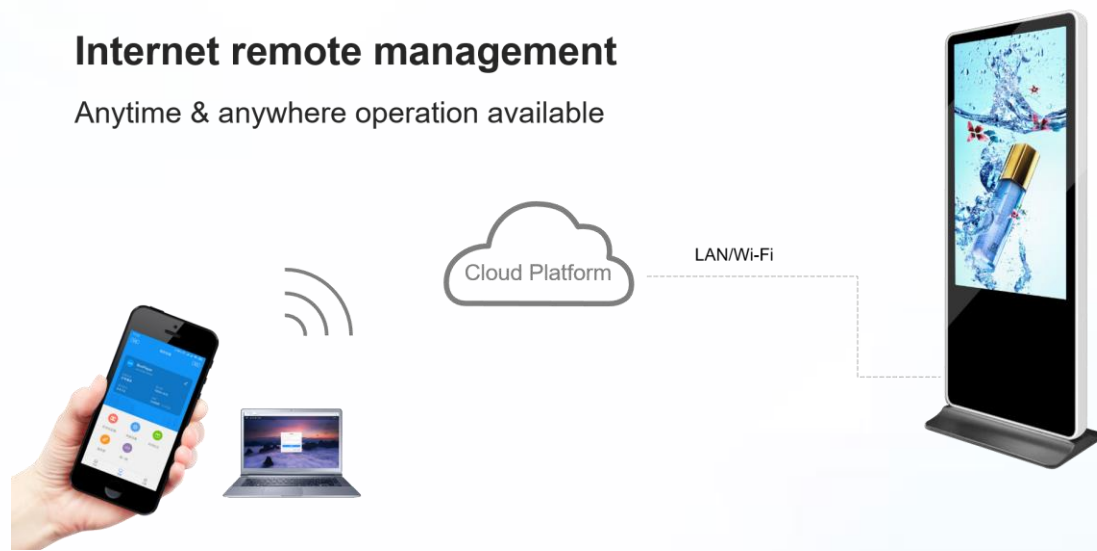 Internet remote management
Anytime & anywhere operation available
Cloud Platform
LAN/Wi-Fi